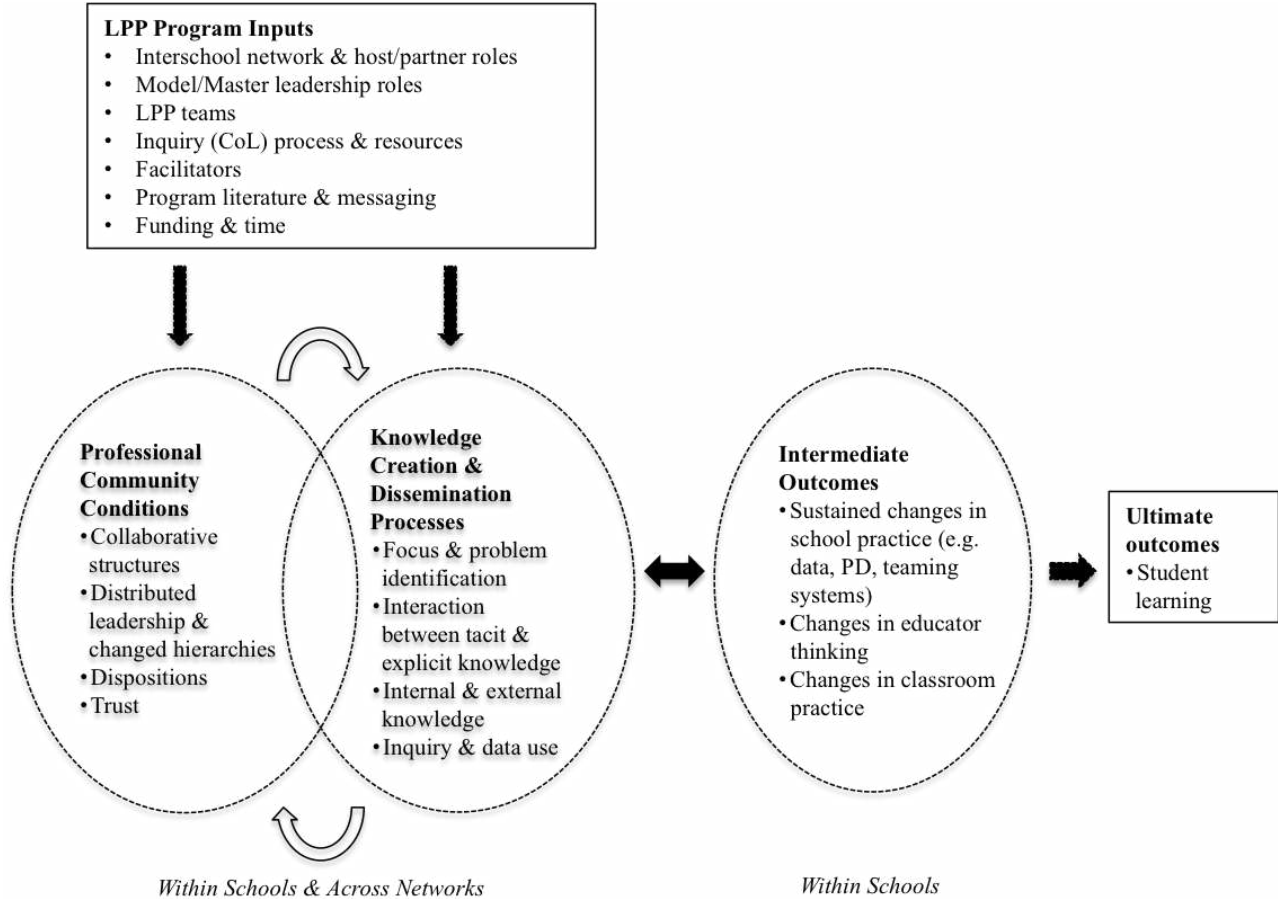 LPP Program Inputs
• Interschool network & host/partner roles
• Model/Master leadership roles
• LPP teams
• Inquiry (CoL) process & resources
• Facilitators
• Program literature & messaging
• Funding & time
Professional
Community
Conditions
• Collaborative
structures
• Distributed
leadership &
changed hierarchies
• Dispositions
• Trust
Knowledge
Creation &
Dissemination
Processes
• Focus & problem
identification
• Interaction
between tacit &
explicit knowledge
• Internal & external
knowledge
• Inquiry & data use
Intermediate
Outcomes
• Sustained changes in
school practice (e.g.
data, PD, teaming
systems)
• Changes in educator
thinking
• Changes in classroom
practice
Ultimate
outcomes
• Student
learning
Within Schools & Across Networks
Within Schools